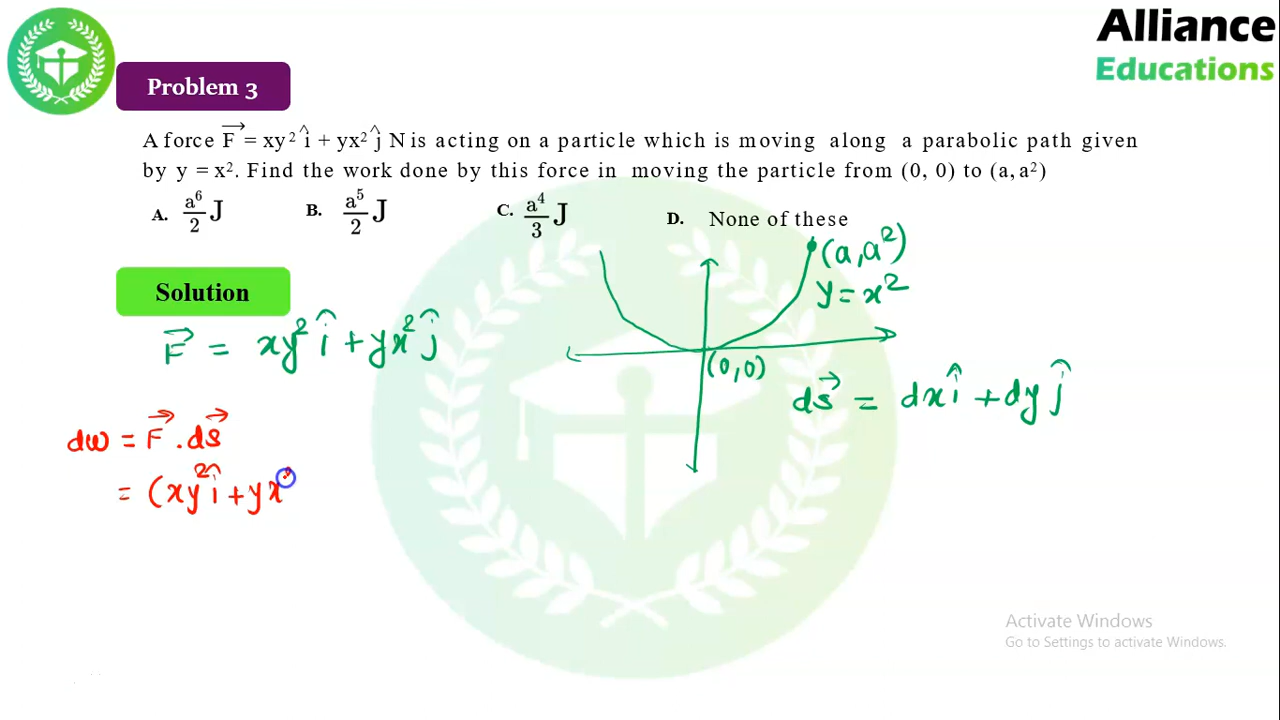 Alliance
Educations
Problem 3
A force F⃗ = xy² î + yx² ĵ N is acting on a particle which is moving along a parabolic path given
by y = x². Find the work done by this force in moving the particle from (0, 0) to (a, a²)
A. a⁶/2 J B. a⁵/2 J C. a⁴/3 J D. None of these
(a, a²)
y = x²
Solution
F⃗ = xy² î + yx² ĵ
(0,0)
ds⃗ = dx î + dy ĵ
dw = F⃗ . ds⃗
= (xy² î + yx²
Activate Windows
Go to Settings to activate Windows.